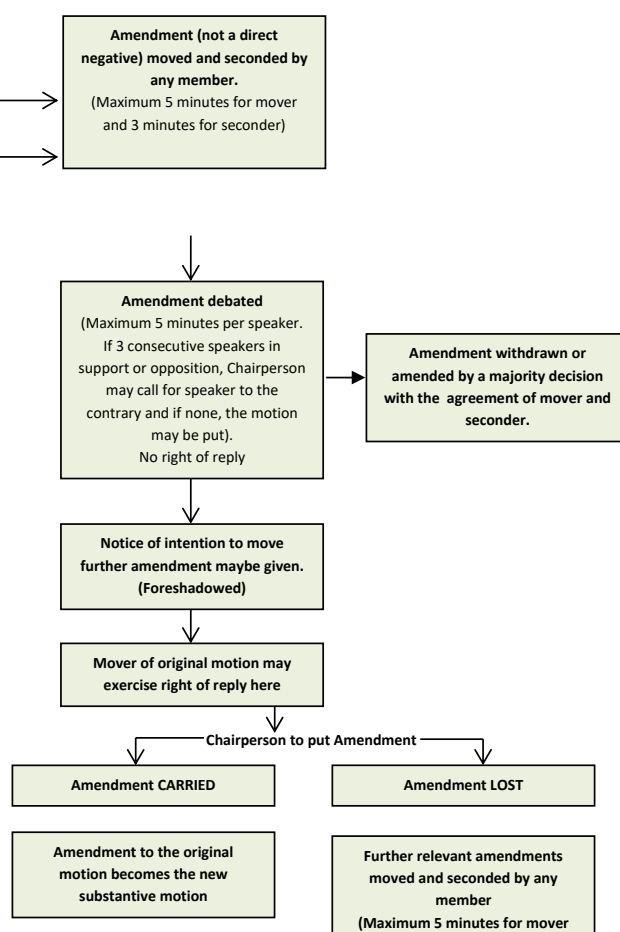 Amendment (not a direct
negative) moved and seconded by
any member.
(Maximum 5 minutes for mover
and 3 minutes for seconder)
Amendment debated
(Maximum 5 minutes per speaker.
If 3 consecutive speakers in
support or opposition, Chairperson
may call for speaker to the
contrary and if none, the motion
may be put).
No right of reply
Amendment withdrawn or
amended by a majority decision
with the  agreement of mover and
seconder.
Notice of intention to move
further amendment maybe given.
(Foreshadowed)
Mover of original motion may
exercise right of reply here
Chairperson to put Amendment
Amendment CARRIED
Amendment LOST
Amendment to the original
motion becomes the new
substantive motion
Further relevant amendments
moved and seconded by any
member
(Maximum 5 minutes for mover